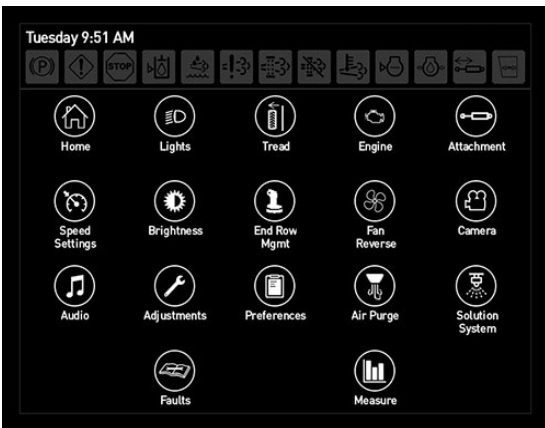 Tuesday 9:51 AM
STOP
Home
Lights
Tread
Engine
Attachment
Speed
Settings
Brightness
End Row
Mgmt
Fan
Reverse
Camera
Audio
Adjustments
Preferences
Air Purge
Solution
System
Faults
Measure